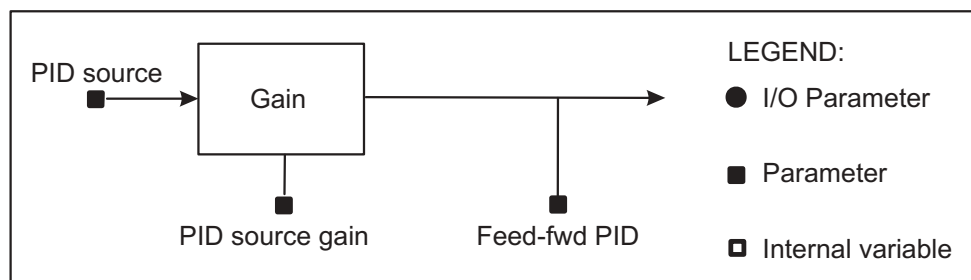 PID source
Gain
PID source gain
Feed-fwd PID
LEGEND:
I/O Parameter
Parameter
Internal variable